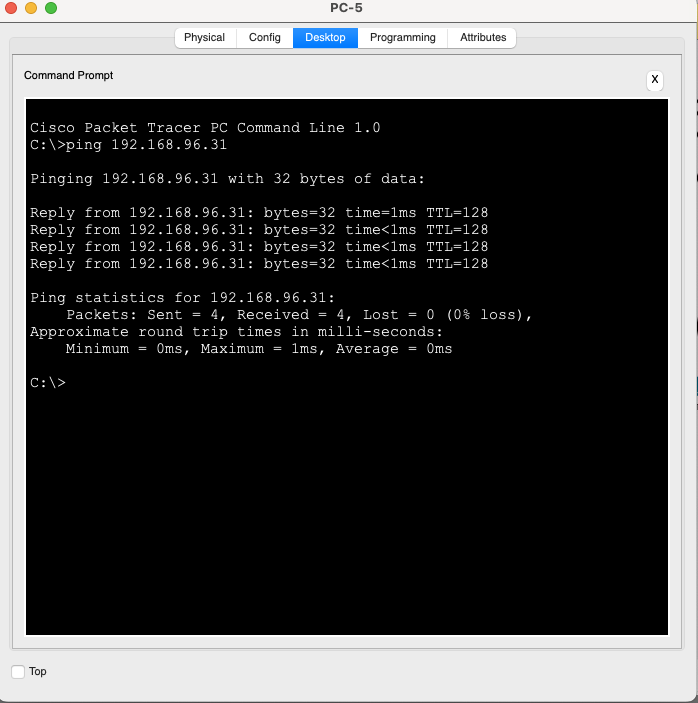 PC-5
Physical Config Desktop Programming Attributes
Command Prompt
X
Cisco Packet Tracer PC Command Line 1.0
C:\>ping 192.168.96.31
Pinging 192.168.96.31 with 32 bytes of data:
Reply from 192.168.96.31: bytes=32 time=1ms TTL=128
Reply from 192.168.96.31: bytes=32 time<1ms TTL=128
Reply from 192.168.96.31: bytes=32 time<1ms TTL=128
Reply from 192.168.96.31: bytes=32 time<1ms TTL=128
Ping statistics for 192.168.96.31:
    Packets: Sent = 4, Received = 4, Lost = 0 (0% loss),
Approximate round trip times in milli-seconds:
    Minimum = 0ms, Maximum = 1ms, Average = 0ms
C:\>
Top